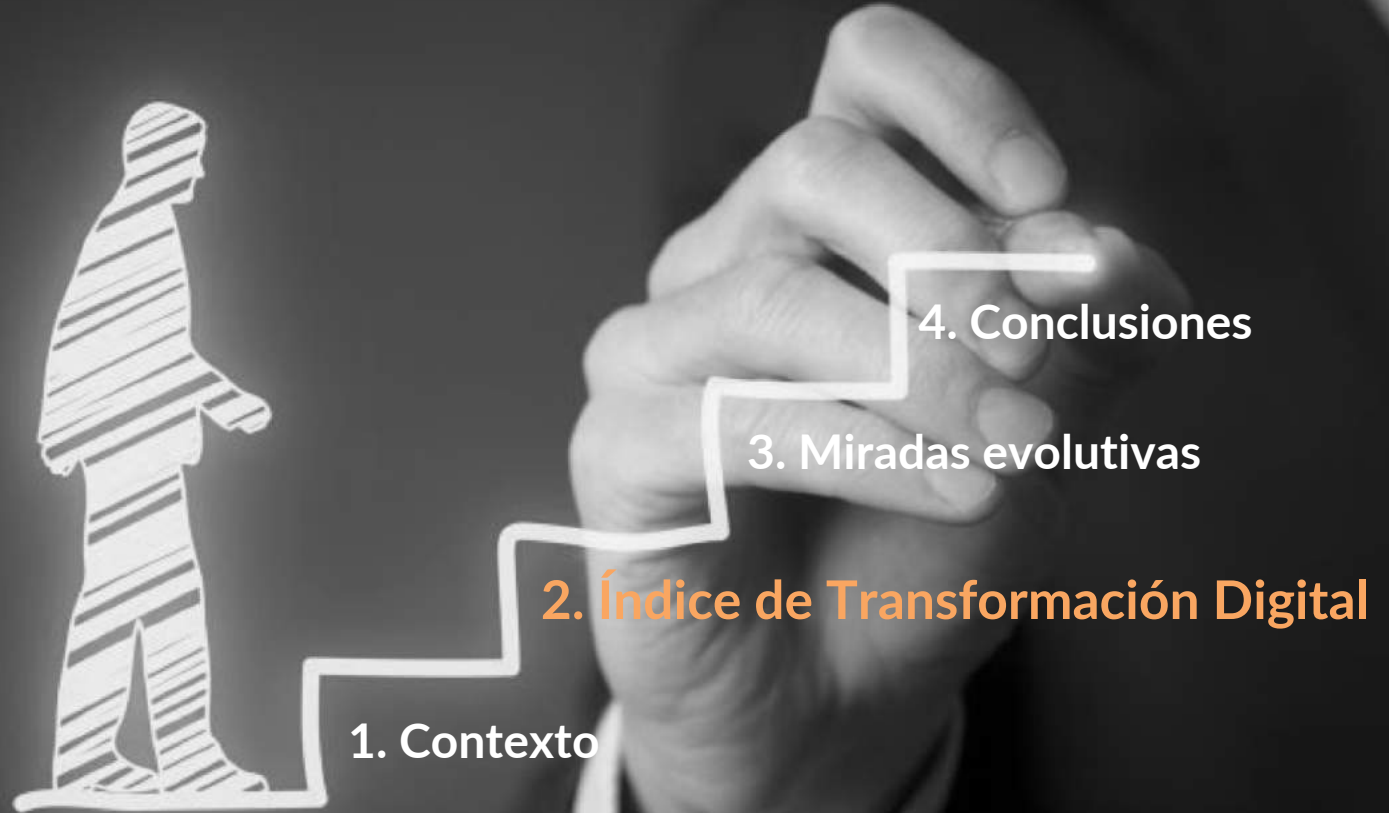 4. Conclusiones
3. Miradas evolutivas
2. Índice de Transformación Digital
1. Contexto